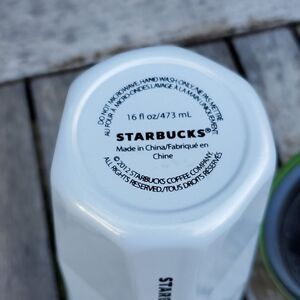 DO NOT MICROWAVE, HAND WASH ONLY/NE PAS METTRE
AU FOUR À MICRO-ONDES, LAVAGE À LA MAIN UNIQUEMENT
16 fl oz/473 mL
STARBUCKS®
Made in China/Fabriqué en
Chine
©2012 STARBUCKS COFFEE COMPANY.
ALL RIGHTS RESERVED./TOUS DROITS RÉSERVÉS